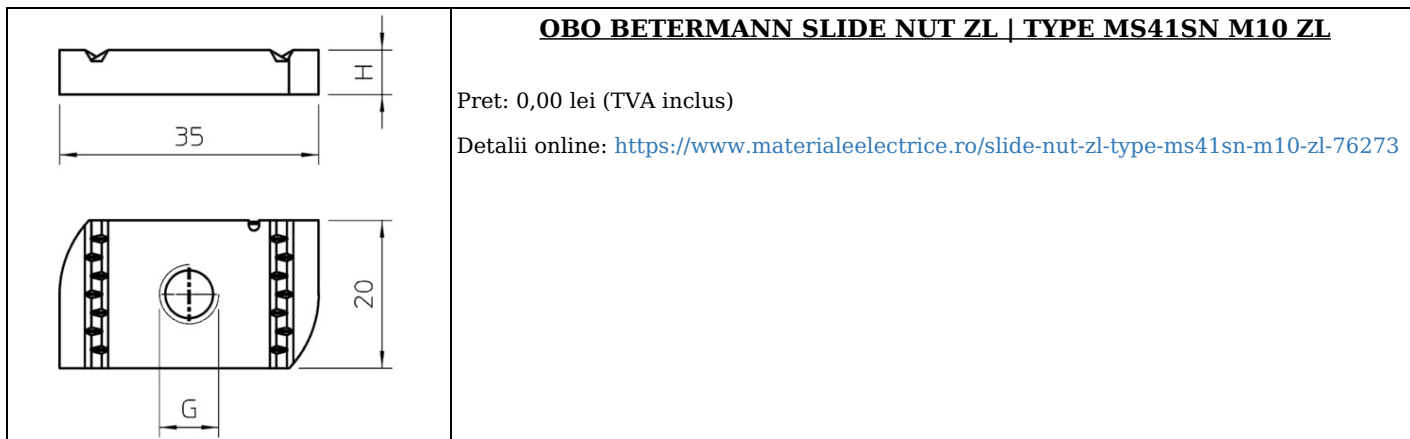 H
35
20
G
OBO BETERMANN SLIDE NUT ZL | TYPE MS41SN M10 ZL
Pret: 0,00 lei (TVA inclus)
Detalii online: https://www.materialeelectrice.ro/slide-nut-zl-type-ms41sn-m10-zl-76273